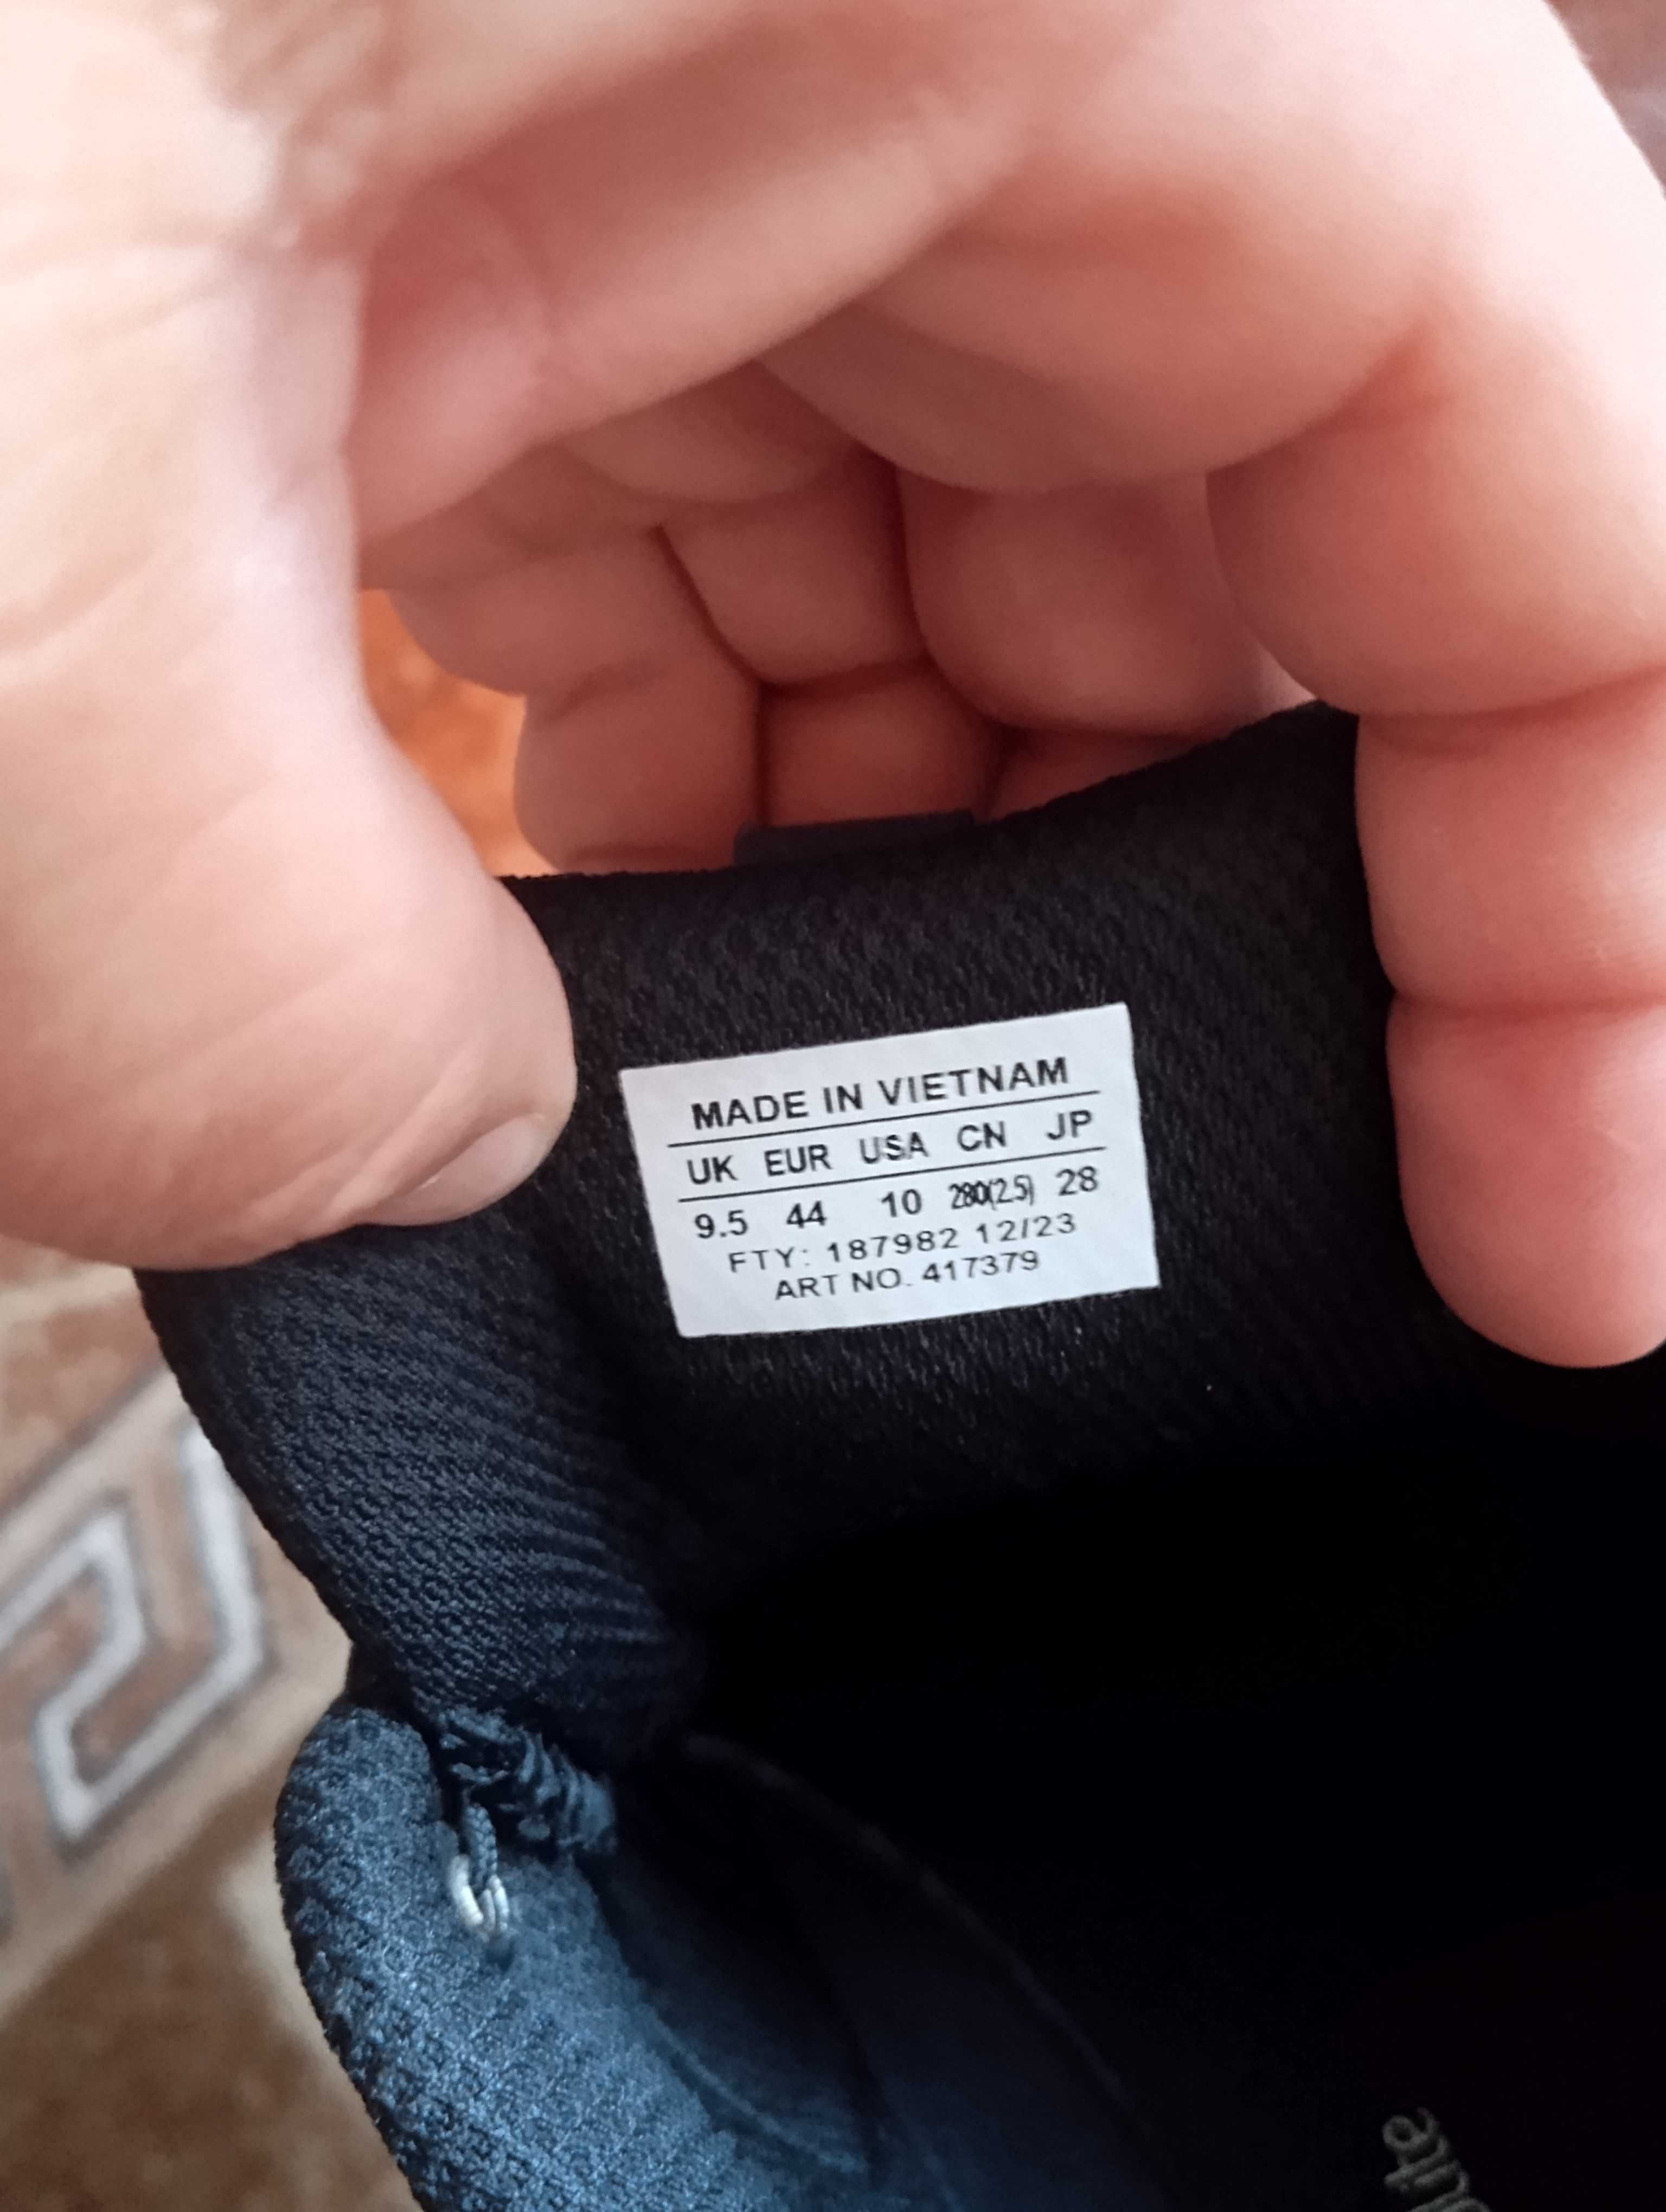 MADE IN VIETNAM
UK EUR USA CN JP
9.5 44 10 280(2.5) 28
FTY: 187982 12/23
ART NO. 417379